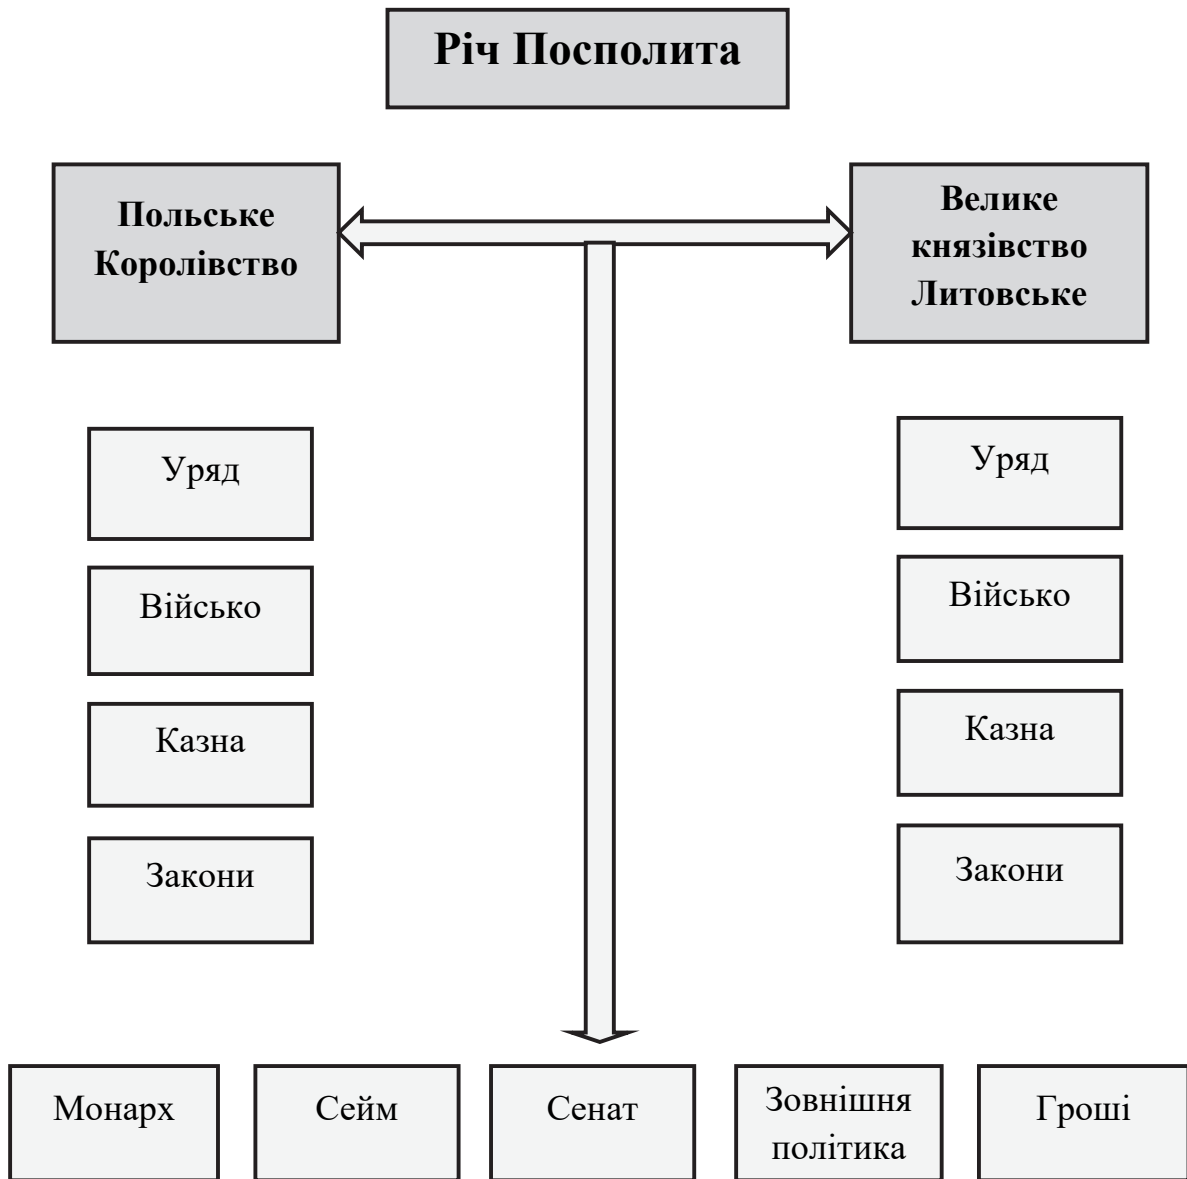 Річ Посполита
Польське
Королівство
Велике
князівство
Литовське
Уряд
Уряд
Військо
Військо
Казна
Казна
Закони
Закони
Монарх
Сейм
Сенат
Зовнішня
політика
Гроші